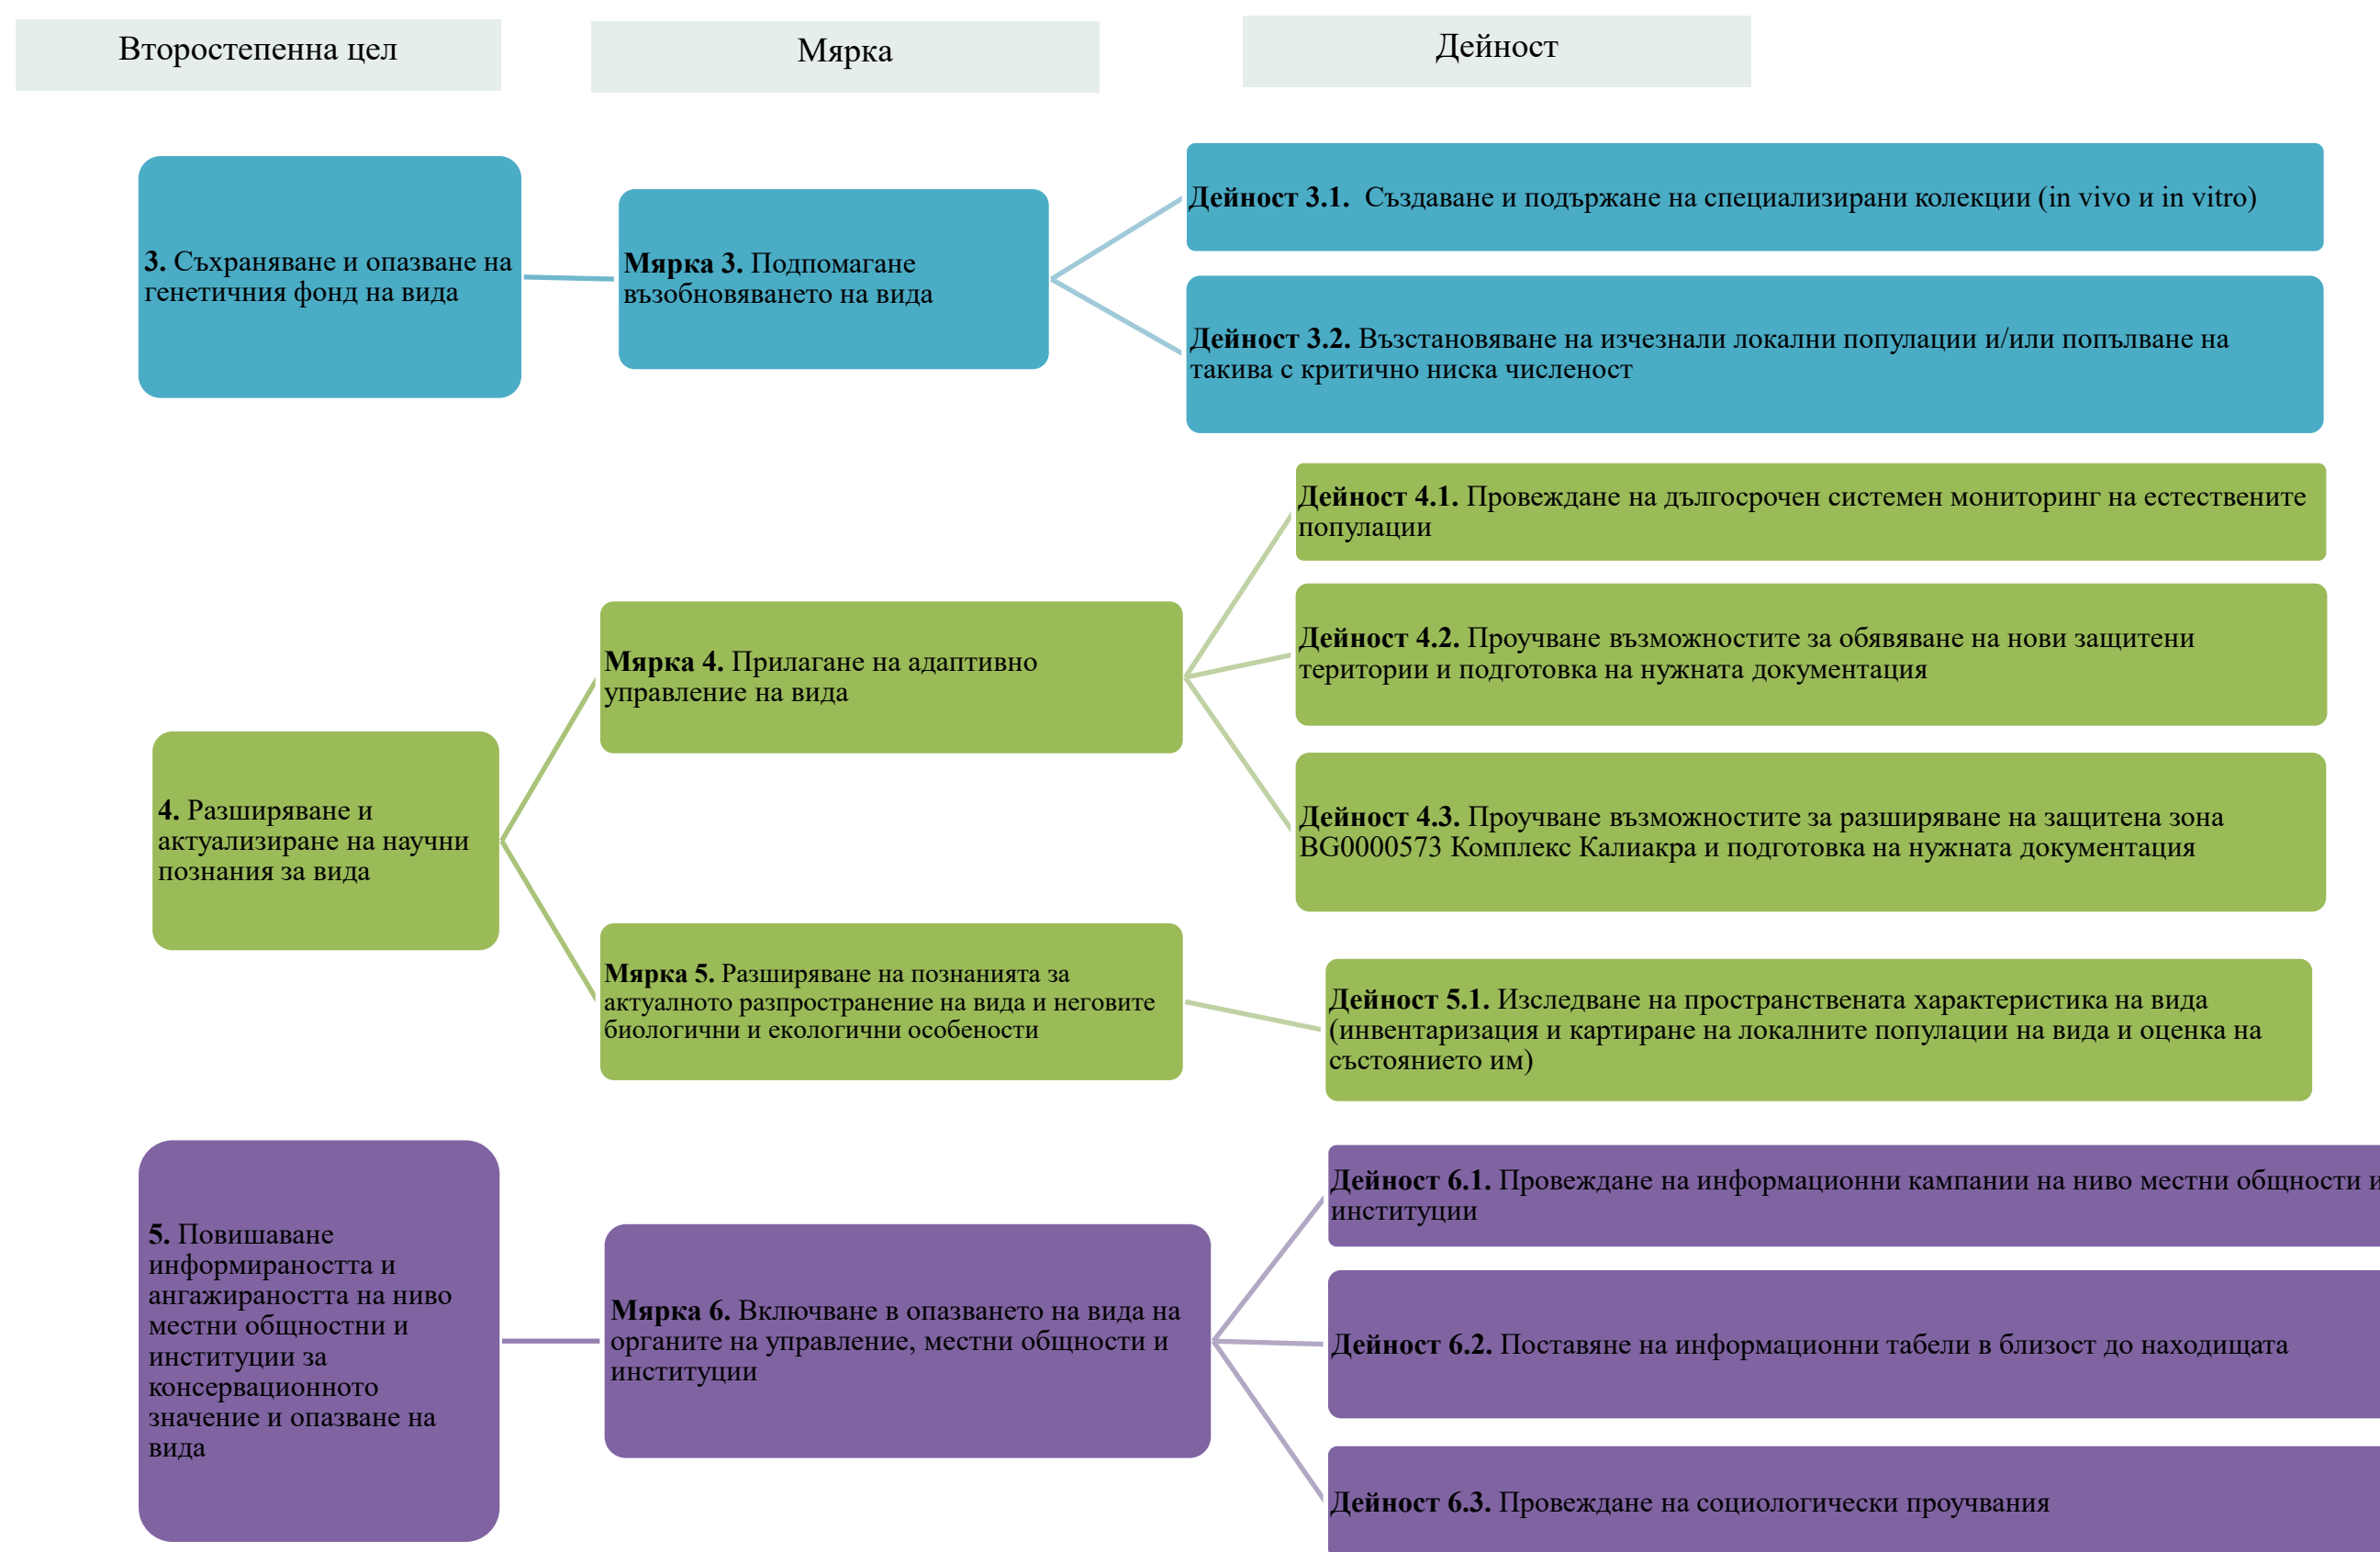 Второстепенна цел
Мярка
Дейност
3. Съхраняване и опазване на
генетичния фонд на вида
Мярка 3. Подпомагане
възобновяването на вида
Дейност 3.1.  Създаване и подържане на специализирани колекции (in vivo и in vitro)
Дейност 3.2. Възстановяване на изчезнали локални популации и/или попълване на
такива с критично ниска численост
4. Разширяване и
актуализиране на научни
познания за вида
Мярка 4. Прилагане на адаптивно
управление на вида
Дейност 4.1. Провеждане на дългосрочен системен мониторинг на естествените
популации
Дейност 4.2. Проучване възможностите за обявяване на нови защитени
територии и подготовка на нужната документация
Дейност 4.3. Проучване възможностите за разширяване на защитена зона
BG0000573 Комплекс Калиакра и подготовка на нужната документация
Мярка 5. Разширяване на познанията за
актуалното разпространение на вида и неговите
биологични и екологични особености
Дейност 5.1. Изследване на пространствената характеристика на вида
(инвентаризация и картиране на локалните популации на вида и оценка на
състоянието им)
5. Повишаване
информираността и
ангажираността на ниво
местни общностни и
институции за
консервационното
значение и опазване на
вида
Мярка 6. Включване в опазването на вида на
органите на управление, местни общности и
институции
Дейност 6.1. Провеждане на информационни кампании на ниво местни общности и
институции
Дейност 6.2. Поставяне на информационни табели в близост до находищата
Дейност 6.3. Провеждане на социологически проучвания